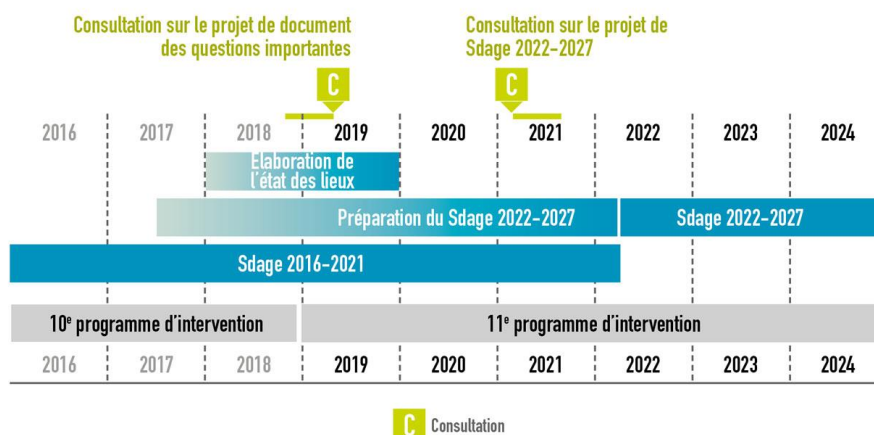 Consultation sur le projet de document
des questions importantes
Consultation sur le projet de
Sdage 2022-2027
C
C
2016 2017 2018 2019 2020 2021 2022 2023 2024
Elaboration de
l'état des lieux
Préparation du Sdage 2022-2027
Sdage 2022-2027
Sdage 2016-2021
10e programme d'intervention
11e programme d'intervention
2016 2017 2018 2019 2020 2021 2022 2023 2024
C Consultation